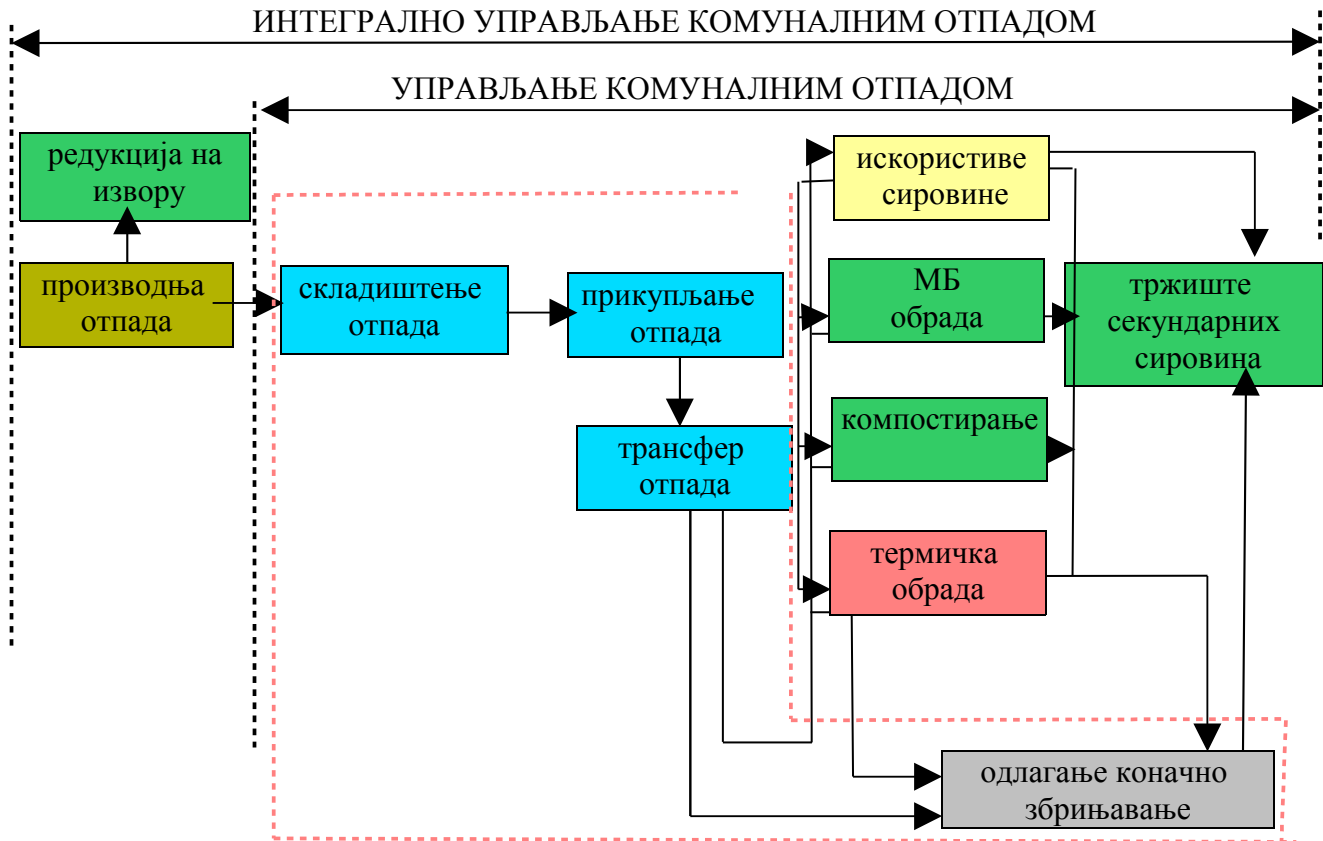 ИНТЕГРАЛНО УПРАВЉАЊЕ КОМУНАЛНИМ ОТПАДОМ
УПРАВЉАЊЕ КОМУНАЛНИМ ОТПАДОМ
редукција на
извору
производња
отпада
складиштење
отпада
прикупљање
отпада
трансфер
отпада
искористиве
сировине
МБ
обрада
компостирање
термичка
обрада
тржиште
секундарних
сировина
одлагање коначно
збрињавање